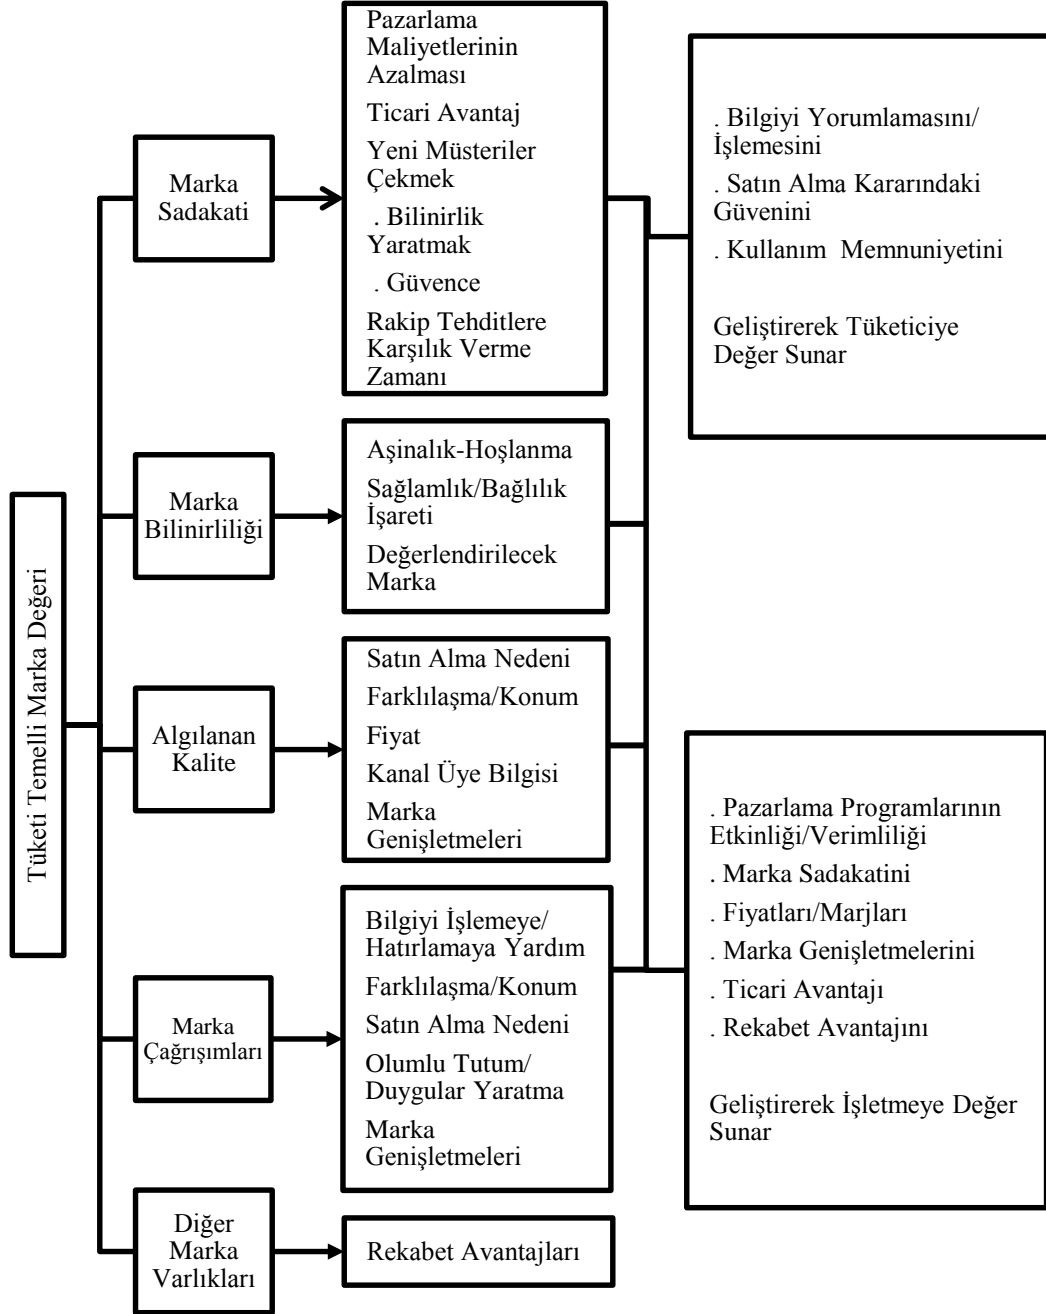 Tüketi Temelli Marka Değeri
Marka
Sadakati
Pazarlama
Maliyetlerinin
Azalması
Ticari Avantaj
Yeni Müsteriler
Çekmek
. Bilinirlik
Yaratmak
. Güvence
Rakip Tehditlere
Karşılık Verme
Zamanı
Marka
Bilinirliliği
Aşinalık-Hoşlanma
Sağlamlık/Bağlılık
İşareti
Değerlendirilecek
Marka
Algılanan
Kalite
Satın Alma Nedeni
Farklılaşma/Konum
Fiyat
Kanal Üye Bilgisi
Marka
Genişletmeleri
Marka
Çağrışımları
Bilgiyi İşlemeye/
Hatırlamaya Yardım
Farklılaşma/Konum
Satın Alma Nedeni
Olumlu Tutum/
Duygular Yaratma
Marka
Genişletmeleri
Diğer
Marka
Varlıkları
Rekabet Avantajları
. Bilgiyi Yorumlamasını/
İşlemesini
. Satın Alma Kararındaki
Güvenini
. Kullanım  Memnuniyetini
Geliştirerek Tüketiciye
Değer Sunar
. Pazarlama Programlarının
Etkinliği/Verimliliği
. Marka Sadakatini
. Fiyatları/Marjları
. Marka Genişletmelerini
. Ticari Avantajı
. Rekabet Avantajını
Geliştirerek İşletmeye Değer
Sunar